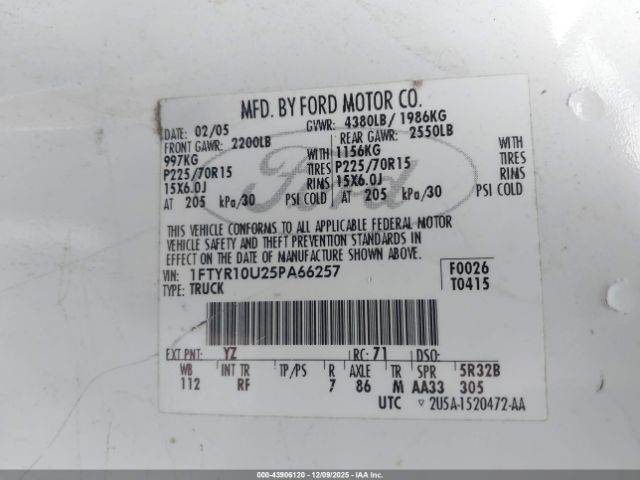 MFD. BY FORD MOTOR CO.
DATE: 02/05 GVWR: 4380LB/ 1986KG
FRONT GAWR: 2200LB REAR GAWR: 2550LB
997KG WITH 1156KG WITH
P225/70R15 TIRES P225/70R15 TIRES
15X6.0J RIMS 15X6.0J RIMS
AT 205 kPa/30 PSI COLD AT 205 kPa/30 PSI COLD
Ford
THIS VEHICLE CONFORMS TO ALL APPLICABLE FEDERAL MOTOR
VEHICLE SAFETY AND THEFT PREVENTION STANDARDS IN
EFFECT ON THE DATE OF MANUFACTURE SHOWN ABOVE.
VIN: 1FTYR10U25PA66257 F0026
TYPE: TRUCK T0415
EXT PNT: YZ RC: 71 DSO:
WB INT TR TP/PS R AXLE TR SPR 5R32B
112 RF 7 86 M AA33 305
UTC ▽ 2U5A-1520472-AA
000-43906120 - 12/09/2025 - IAAI.COM